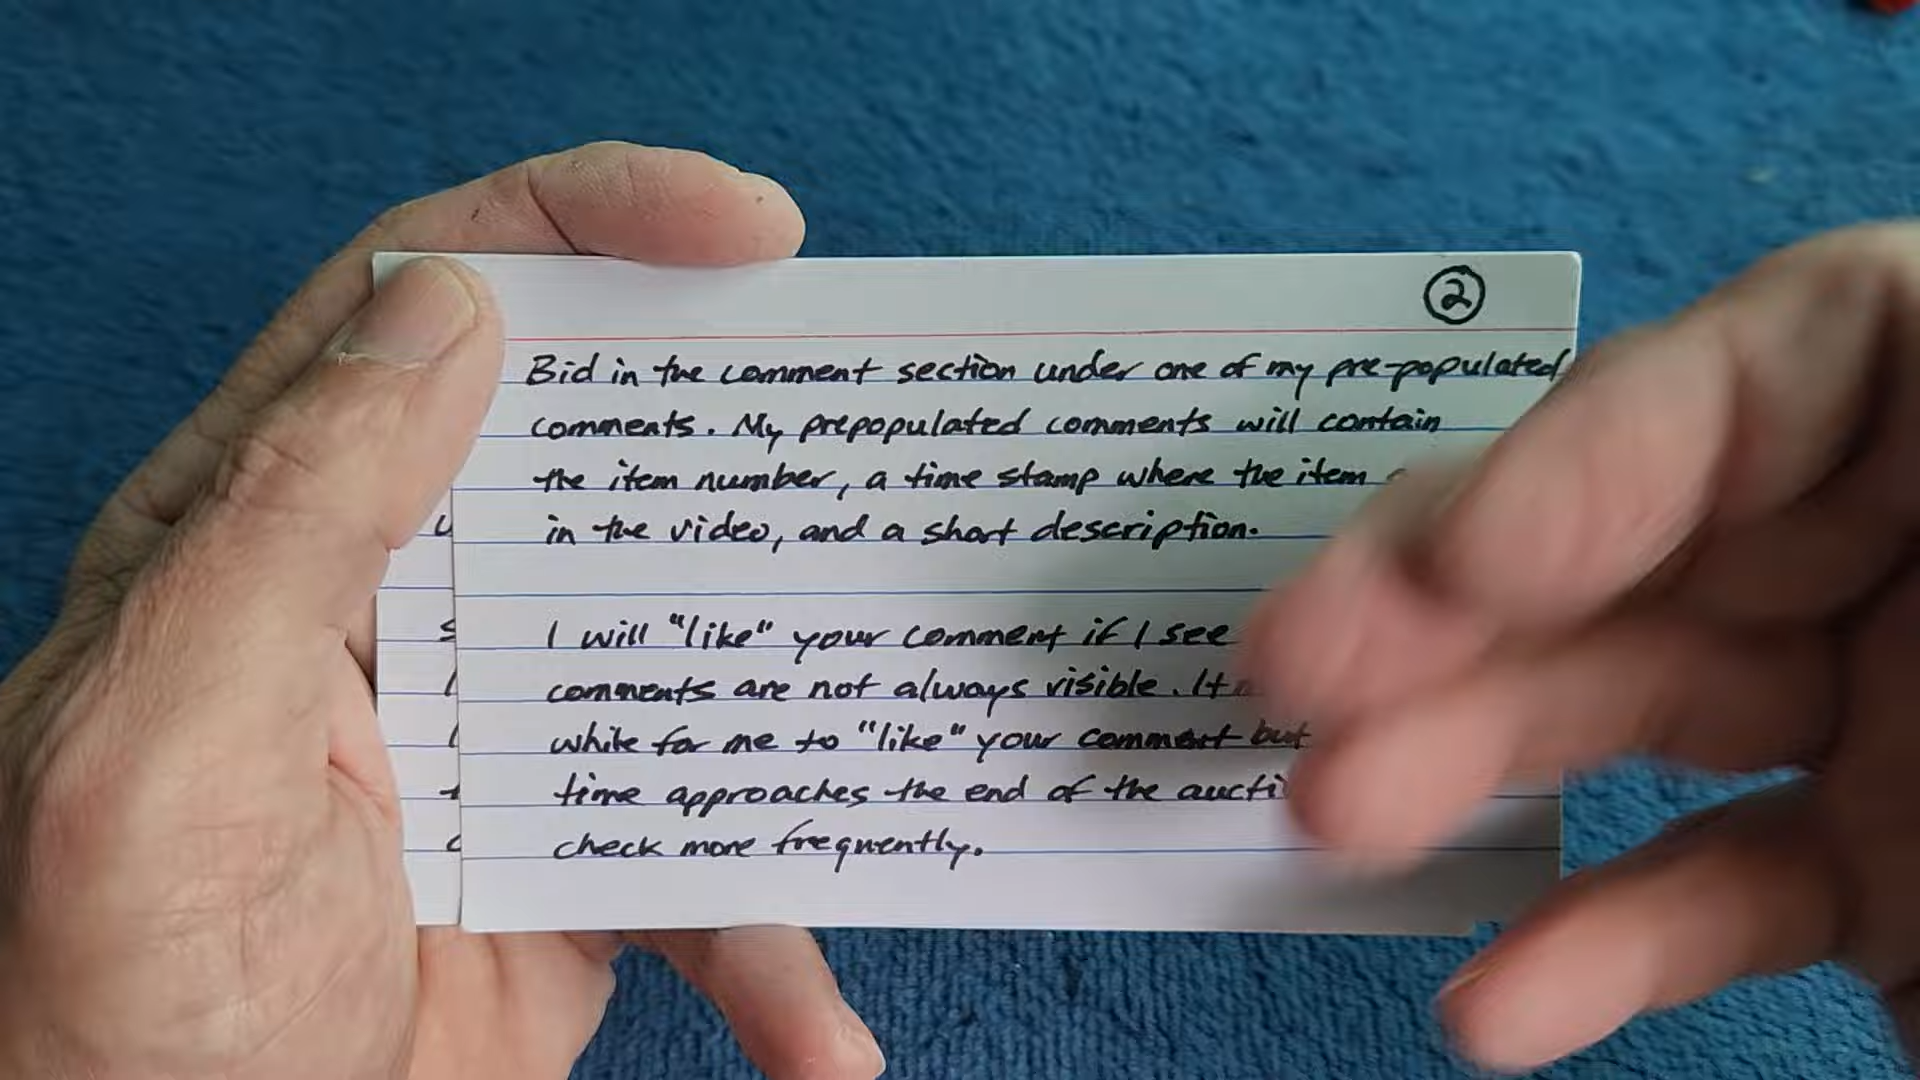 2
Bid in the comment section under one of my pre-populated
comments. My prepopulated comments will contain
the item number, a time stamp where the item
in the video, and a short description.
I will "like" your comment if I see
comments are not always visible. It
while for me to "like" your comment but
time approaches the end of the
check more frequently.